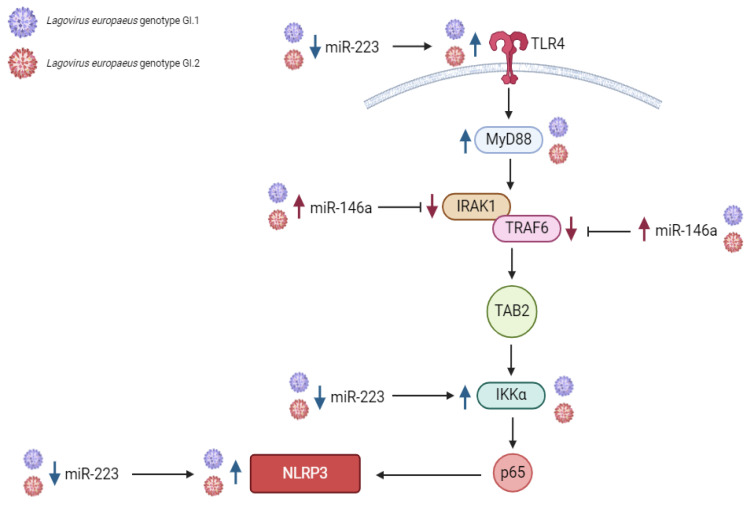 Lagovirus europaeus genotype GI.1
Lagovirus europaeus genotype GI.2
miR-223
TLR4
MyD88
miR-146a
IRAK1
TRAF6
miR-146a
TAB2
miR-223
IKKα
miR-223
NLRP3
p65